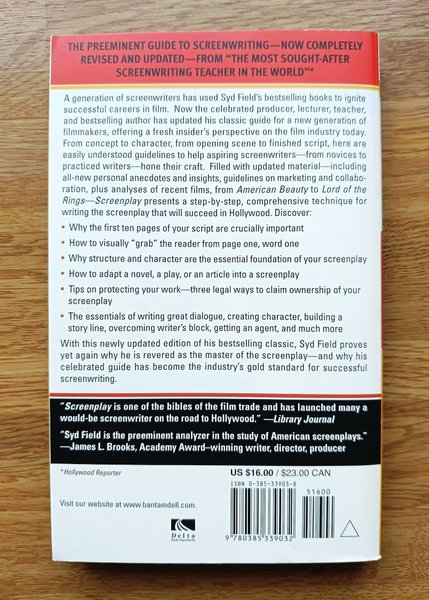 THE PREEMINENT GUIDE TO SCREENWRITING—NOW COMPLETELY
REVISED AND UPDATED—FROM “THE MOST SOUGHT-AFTER
SCREENWRITING TEACHER IN THE WORLD”*
A generation of screenwriters has used Syd Field’s bestselling books to ignite
successful careers in film. Now the celebrated producer, lecturer, teacher,
and bestselling author has updated his classic guide for a new generation of
filmmakers, offering a fresh insider’s perspective on the film industry today.
From concept to character, from opening scene to finished script, here are
easily understood guidelines to help aspiring screenwriters—from novices to
practiced writers—hone their craft. Filled with updated material—including
all-new personal anecdotes and insights, guidelines on marketing and collabo-
ration, plus analyses of recent films, from American Beauty to Lord of the
Rings—Screenplay presents a step-by-step, comprehensive technique for
writing the screenplay that will succeed in Hollywood. Discover:
• Why the first ten pages of your script are crucially important
• How to visually “grab” the reader from page one, word one
• Why structure and character are the essential foundation of your screenplay
• How to adapt a novel, a play, or an article into a screenplay
• Tips on protecting your work—three legal ways to claim ownership of your
screenplay
• The essentials of writing great dialogue, creating character, building a
story line, overcoming writer’s block, getting an agent, and much more
With this newly updated edition of his bestselling classic, Syd Field proves
yet again why he is revered as the master of the screenplay—and why his
celebrated guide has become the industry’s gold standard for successful
screenwriting.
“Screenplay is one of the bibles of the film trade and has launched many a
would-be screenwriter on the road to Hollywood.” —Library Journal
“Syd Field is the preeminent analyzer in the study of American screenplays.”
—James L. Brooks, Academy Award–winning writer, director, producer
*Hollywood Reporter
US $16.00 / $23.00 CAN
ISBN 0-385-33903-8
51600
Visit our website at www.bantamdell.com.
Delta
9 780385 339032